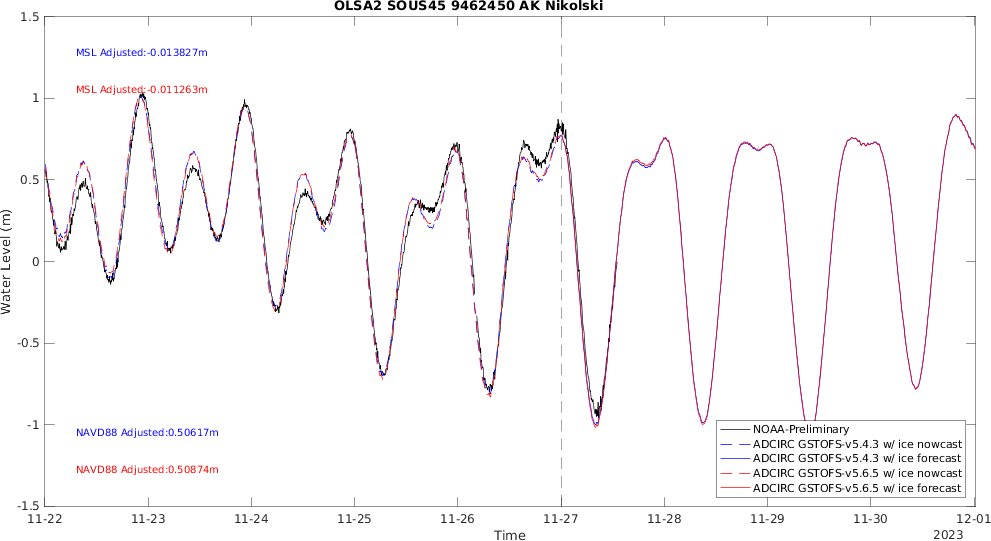 OLSA2 SOUS45 9462450 AK Nikolski
1.5
MSL Adjusted:-0.013827m
MSL Adjusted:-0.011263m
1
0.5
0
-0.5
-1
-1.5
Water Level (m)
NAVD88 Adjusted:0.50617m
NAVD88 Adjusted:0.50874m
NOAA-Preliminary
ADCIRC GSTOFS-v5.4.3 w/ ice nowcast
ADCIRC GSTOFS-v5.4.3 w/ ice forecast
ADCIRC GSTOFS-v5.6.5 w/ ice nowcast
ADCIRC GSTOFS-v5.6.5 w/ ice forecast
11-22 11-23 11-24 11-25 11-26 11-27 11-28 11-29 11-30 12-01
Time
2023